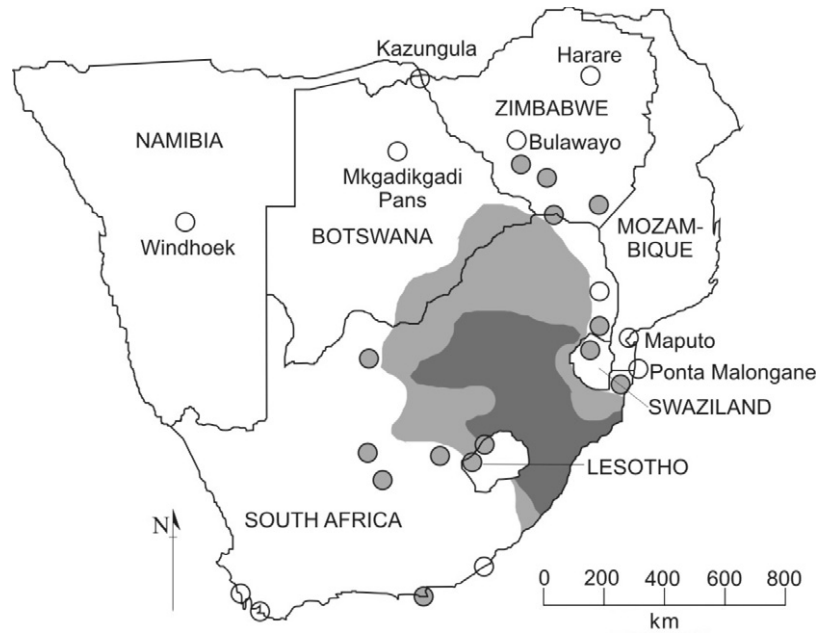 Kazungula
Harare
ZIMBABWE
NAMIBIA
Bulawayo
Mkgadikgadi
Pans
MOZAM-
BIQUE
BOTSWANA
Windhoek
Maputo
Ponta Malongane
SWAZILAND
LESOTHO
SOUTH AFRICA
N
0 200 400 600 800
km